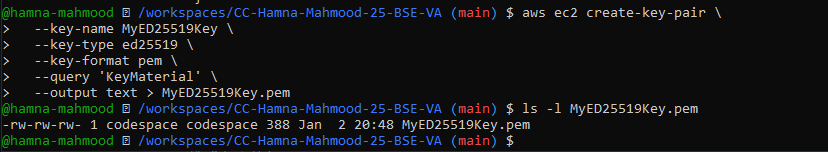 @hamna-mahmood /workspaces/CC-Hamna-Mahmood-25-BSE-VA (main) $ aws ec2 create-key-pair \
>   --key-name MyED25519Key \
>   --key-type ed25519 \
>   --key-format pem \
>   --query 'KeyMaterial' \
>   --output text > MyED25519Key.pem
@hamna-mahmood /workspaces/CC-Hamna-Mahmood-25-BSE-VA (main) $ ls -l MyED25519Key.pem
-rw-rw-rw- 1 codespace codespace 388 Jan  2 20:48 MyED25519Key.pem
@hamna-mahmood /workspaces/CC-Hamna-Mahmood-25-BSE-VA (main) $